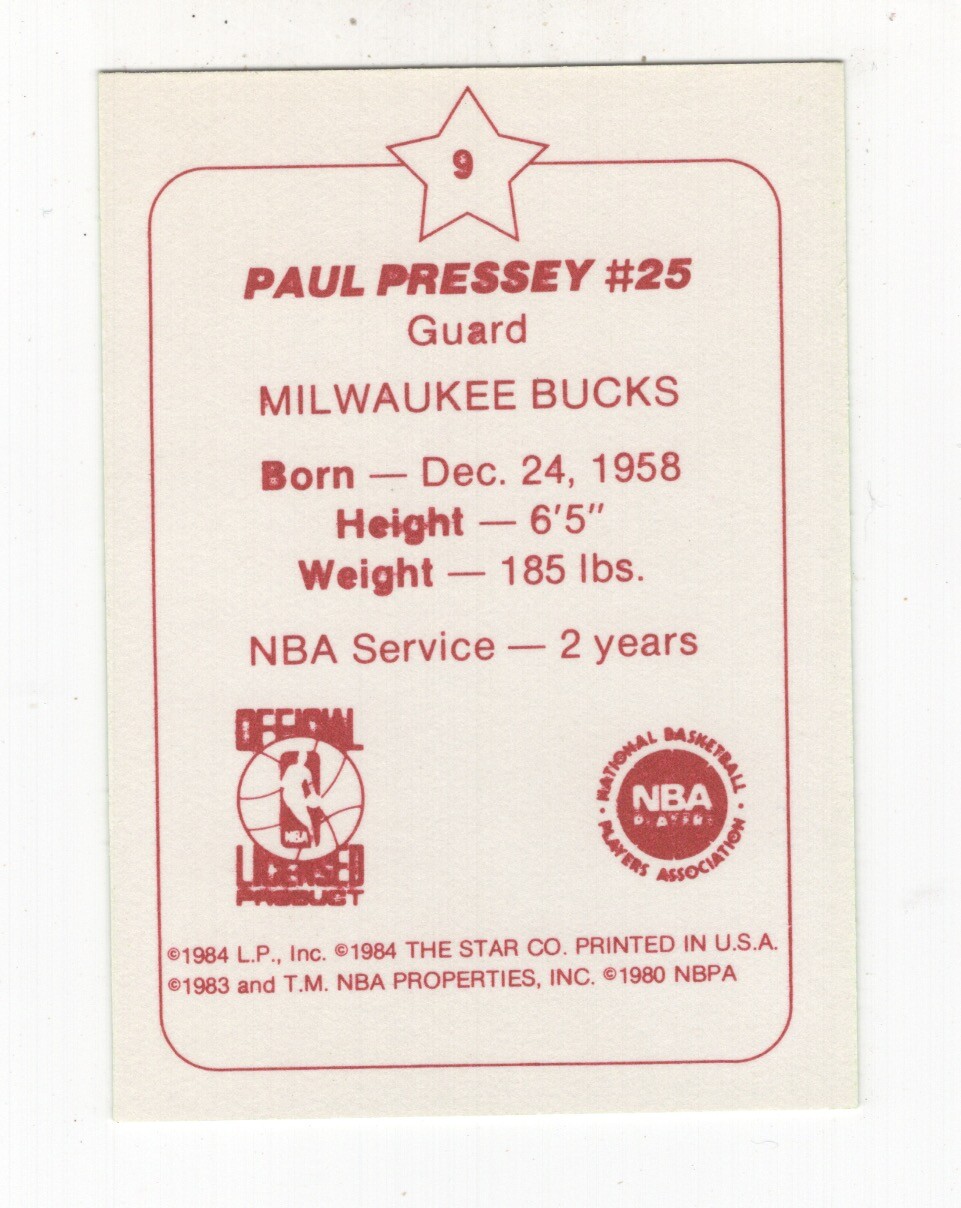 9
PAUL PRESSEY #25
Guard
MILWAUKEE BUCKS
Born — Dec. 24, 1958
Height — 6'5"
Weight — 185 lbs.
NBA Service — 2 years
OFFICIAL
NBA
LICENSED
PRODUCT
NATIONAL BASKETBALL
NBA
PLAYERS
PLAYERS ASSOCIATION
©1984 L.P., Inc. ©1984 THE STAR CO. PRINTED IN U.S.A.
©1983 and T.M. NBA PROPERTIES, INC. ©1980 NBPA